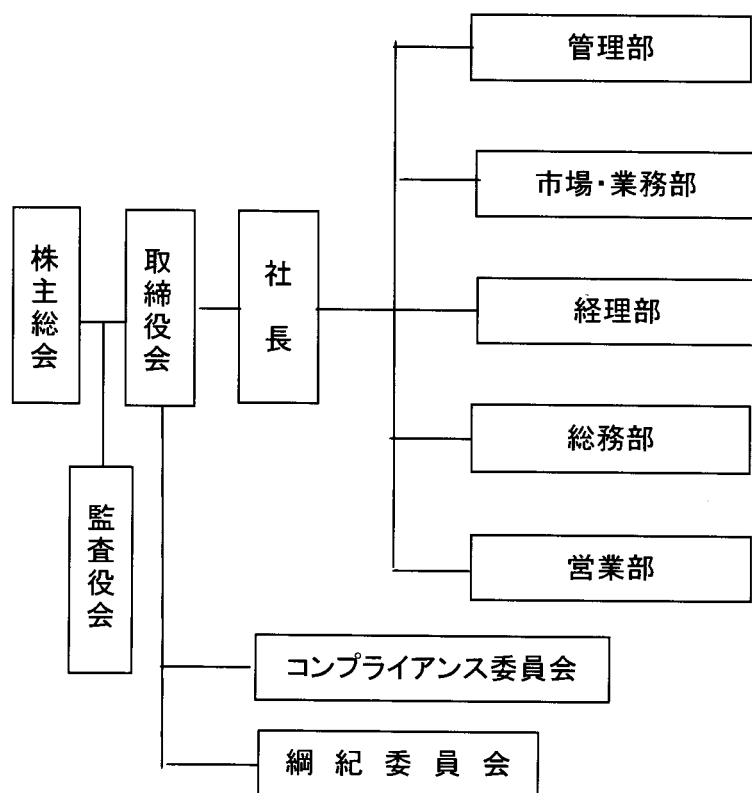 株主総会
取締役会
社長
監査役会
管理部
市場・業務部
経理部
総務部
営業部
コンプライアンス委員会
綱紀委員会